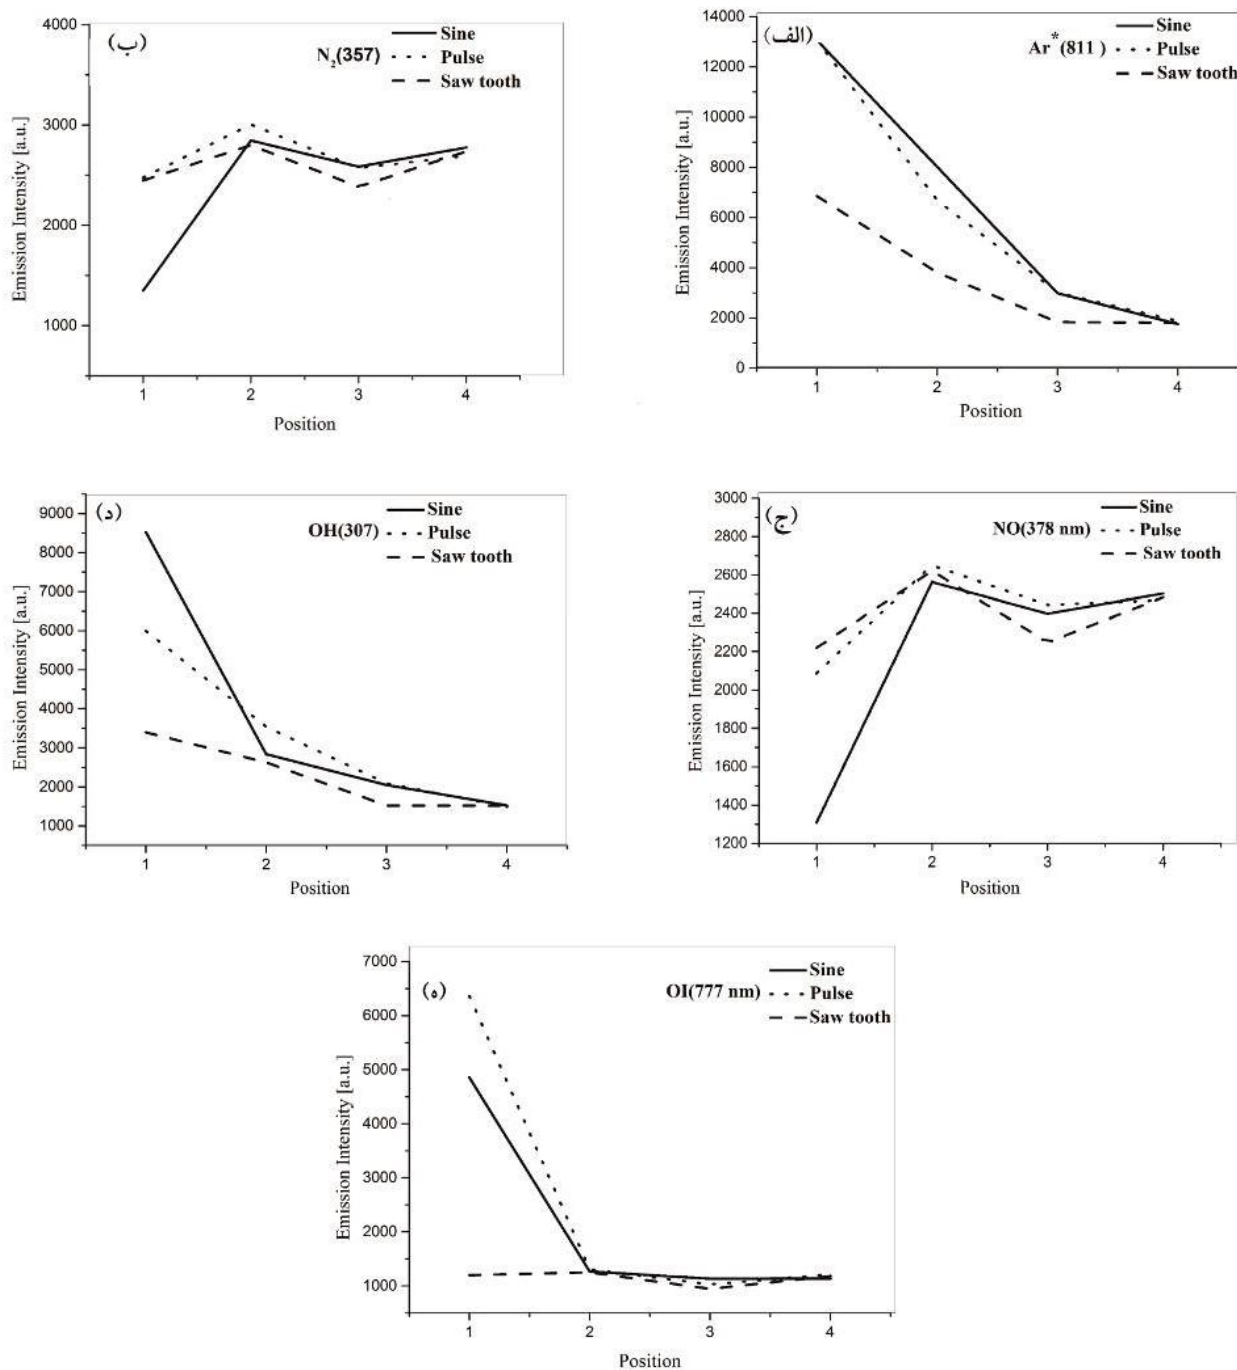 (الف)
Ar*(811 )
Sine
Pulse
Saw tooth
14000
12000
10000
8000
6000
4000
2000
0
Emission Intensity [a.u.]
1 2 3 4
Position
(ب)
N2(357)
Sine
Pulse
Saw tooth
4000
3000
2000
1000
Emission Intensity [a.u.]
1 2 3 4
Position
(ج)
NO(378 nm)
Sine
Pulse
Saw tooth
3000
2800
2600
2400
2200
2000
1800
1600
1400
1200
Emission Intensity [a.u.]
1 2 3 4
Position
(د)
OH(307)
Sine
Pulse
Saw tooth
9000
8000
7000
6000
5000
4000
3000
2000
1000
Emission Intensity [a.u.]
1 2 3 4
Position
(ه)
OI(777 nm)
Sine
Pulse
Saw tooth
7000
6000
5000
4000
3000
2000
1000
Emission Intensity [a.u.]
1 2 3 4
Position